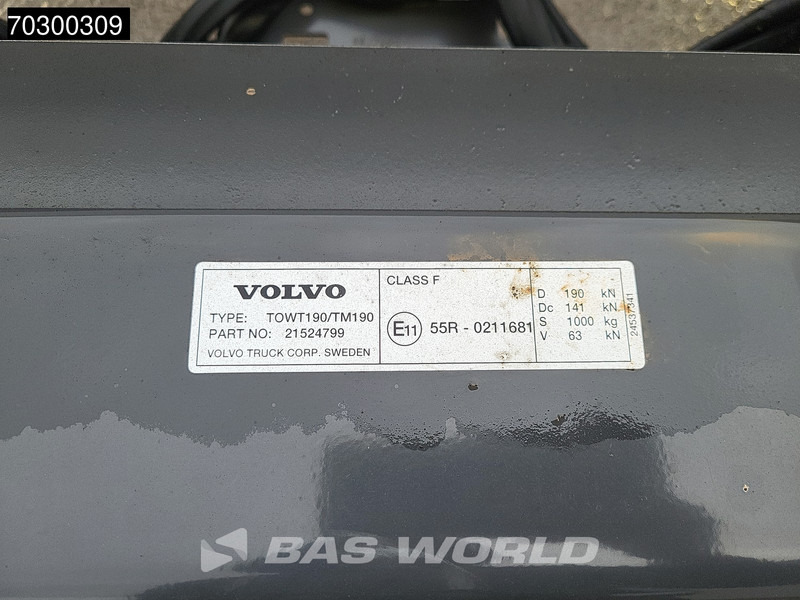 70300309
VOLVO
TYPE: TOWT190/TM190
PART NO: 21524799
VOLVO TRUCK CORP. SWEDEN
CLASS F
E11 55R - 0211681
D 190 kN
Dc 141 kN
S 1000 kg
V 63 kN
24537341
BAS WORLD